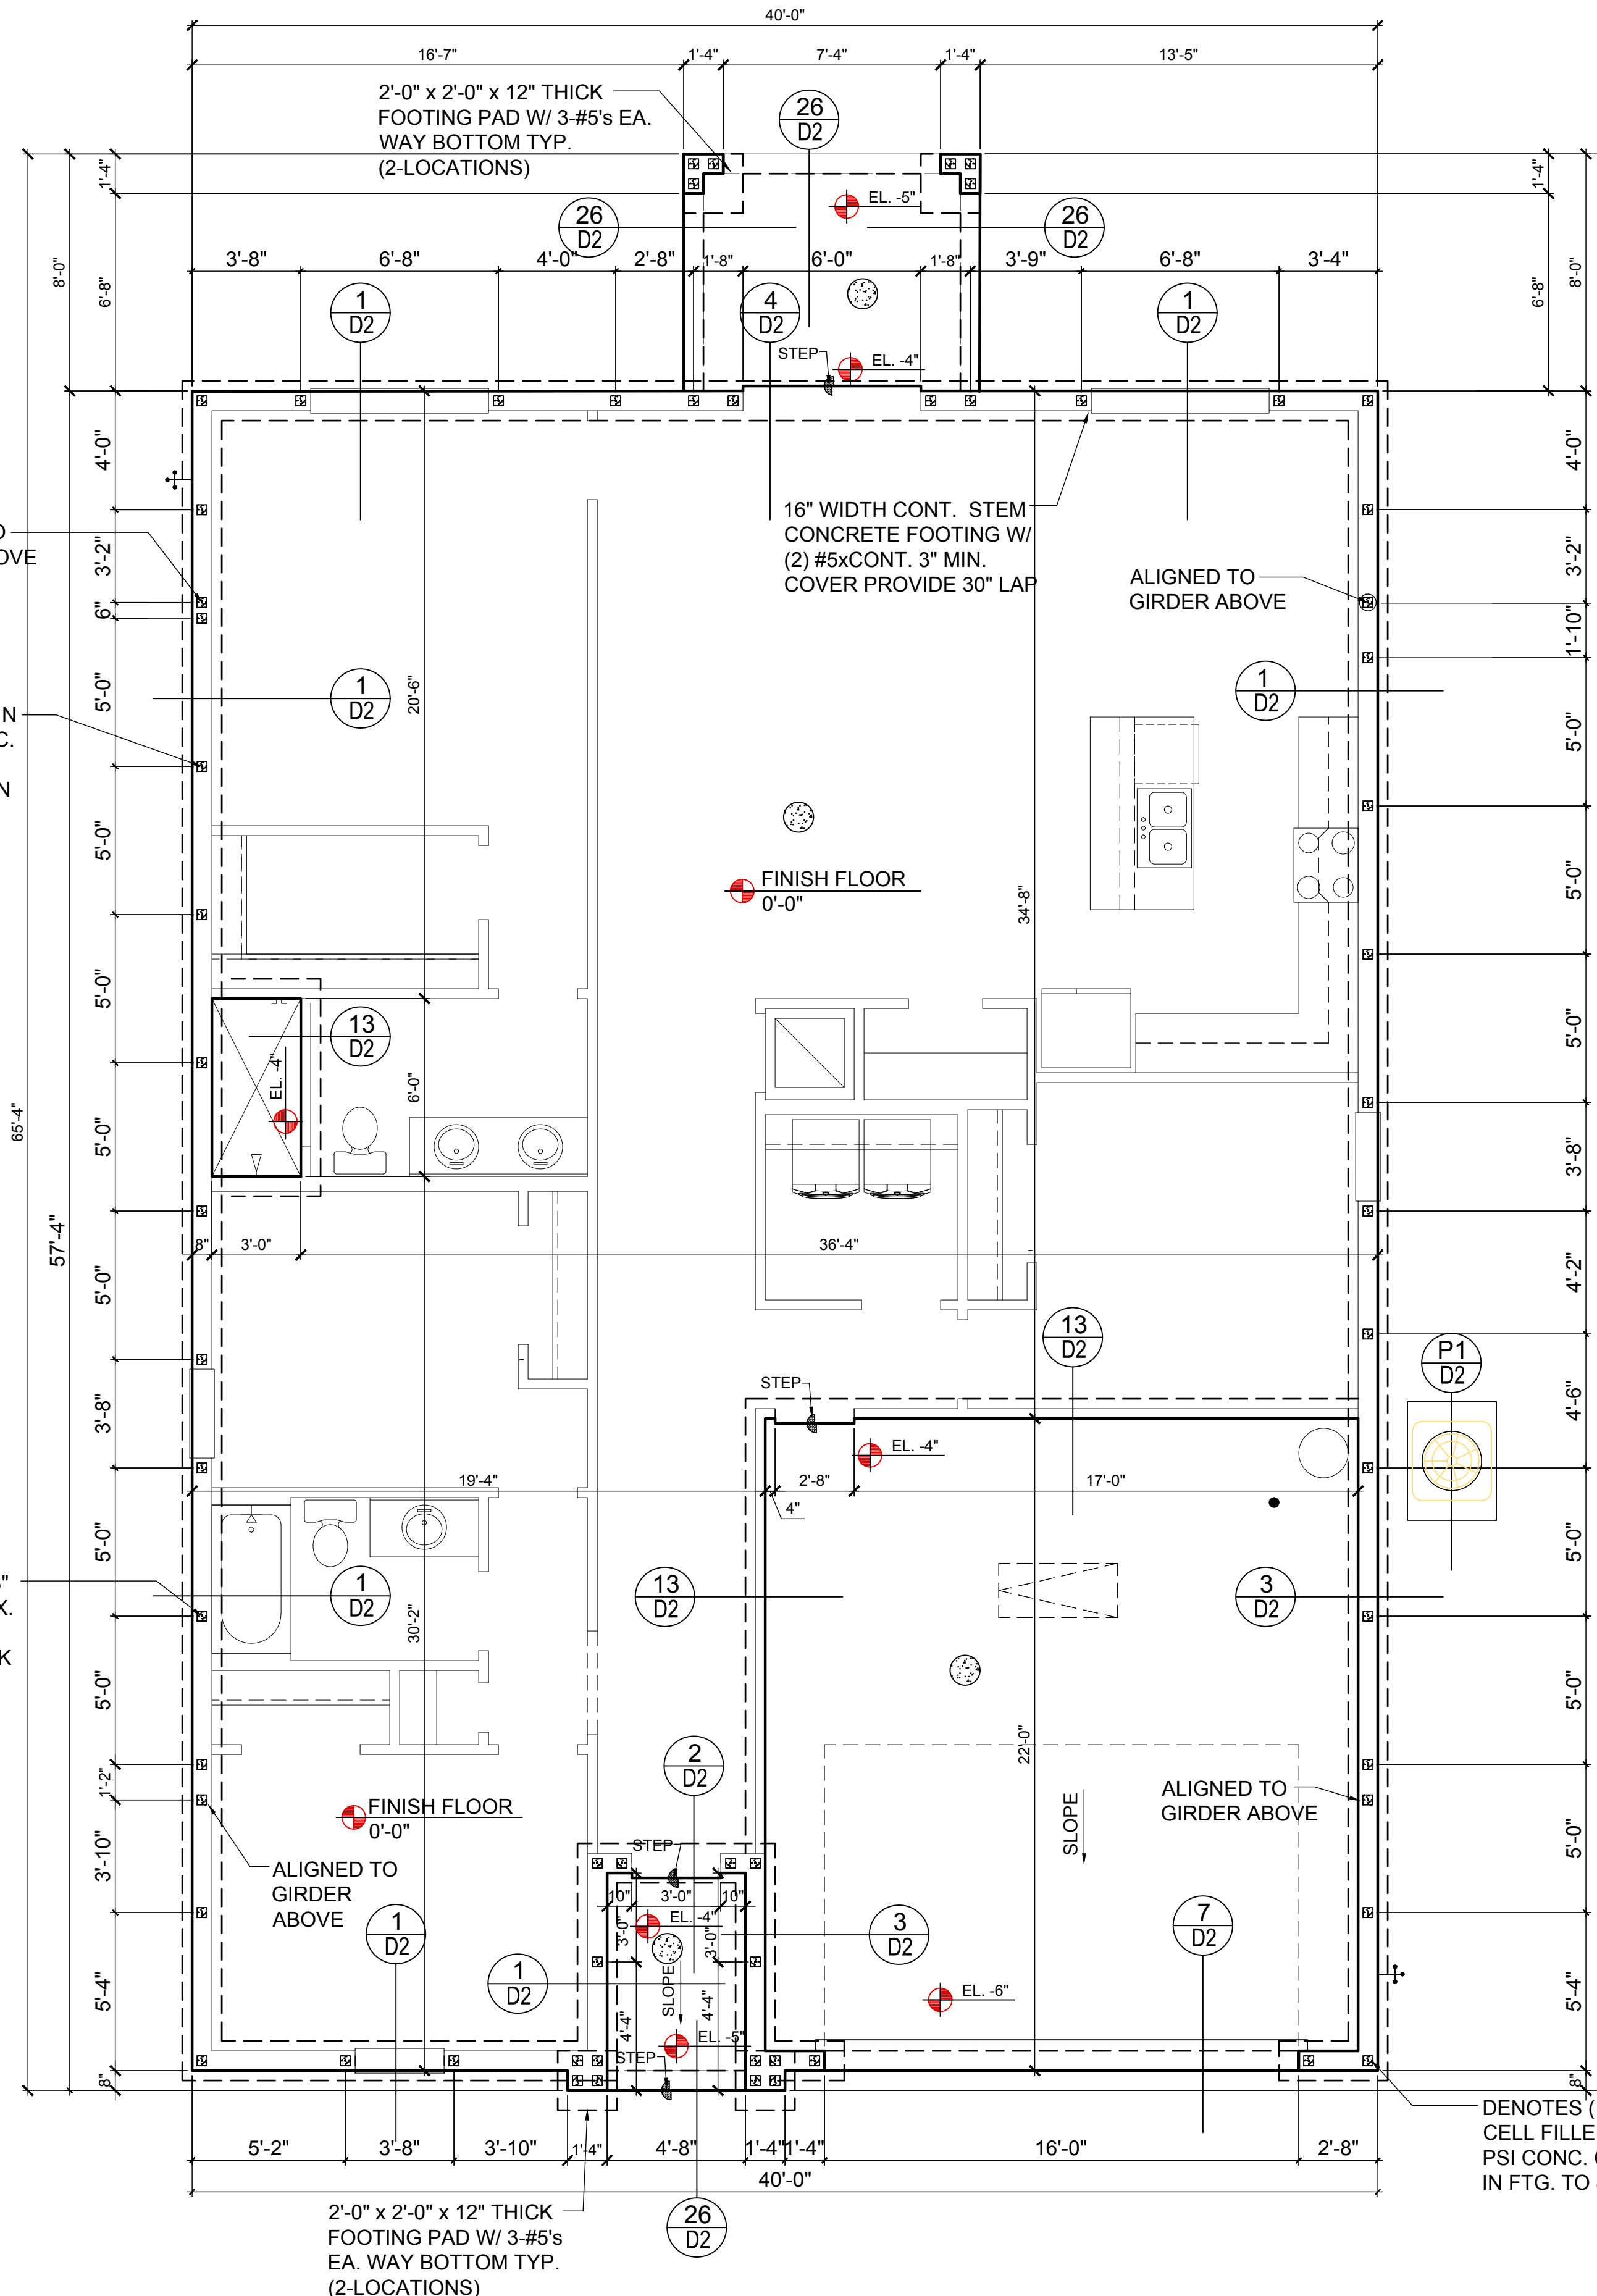 40'-0"
16'-7"
1'-4"
7'-4"
1'-4"
13'-5"
2'-0" x 2'-0" x 12" THICK
FOOTING PAD W/ 3-#5's EA.
WAY BOTTOM TYP.
(2-LOCATIONS)
26
D2
1'-4"
6'-8"
8'-0"
EL. -5"
26
D2
26
D2
1'-4"
6'-8"
8'-0"
3'-8"
6'-8"
4'-0"
2'-8"
1'-8"
6'-0"
1'-8"
3'-9"
6'-8"
3'-4"
1
D2
4
D2
1
D2
STEP
EL. -4"
4'-0"
3'-2"
6"
5'-0"
5'-0"
5'-0"
5'-0"
5'-0"
3'-8"
5'-0"
5'-0"
1'-2"
3'-10"
5'-4"
8"
65'-4"
57'-4"
OVE
N
C.
N
X.
K
16" WIDTH CONT. STEM
CONCRETE FOOTING W/
(2) #5xCONT. 3" MIN.
COVER PROVIDE 30" LAP
ALIGNED TO
GIRDER ABOVE
4'-0"
3'-2"
1'-10"
5'-0"
5'-0"
5'-0"
3'-8"
4'-2"
4'-6"
5'-0"
5'-0"
5'-0"
5'-4"
8"
1
D2
20'-6"
1
D2
FINISH FLOOR
0'-0"
34'-8"
13
D2
EL. -4"
6'-0"
8"
3'-0"
36'-4"
13
D2
P1
D2
STEP
EL. -4"
19'-4"
2'-8"
17'-0"
4"
1
D2
30'-2"
13
D2
3
D2
22'-0"
2
D2
SLOPE
ALIGNED TO
GIRDER ABOVE
FINISH FLOOR
0'-0"
ALIGNED TO
GIRDER
ABOVE
STEP
10"
3'-0"
10"
EL. -4"
3'-0"
3'-0"
1
D2
3
D2
7
D2
1
D2
SLOPE
4'-4"
4'-4"
EL. -6"
EL. -5"
STEP
DENOTES (
CELL FILLE
PSI CONC.
IN FTG. TO
5'-2"
3'-8"
3'-10"
1'-4"
4'-8"
1'-4"
1'-4"
16'-0"
2'-8"
40'-0"
2'-0" x 2'-0" x 12" THICK
FOOTING PAD W/ 3-#5's
EA. WAY BOTTOM TYP.
(2-LOCATIONS)
26
D2